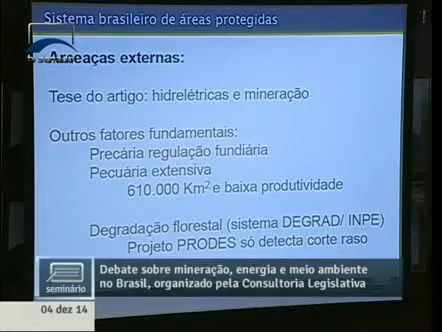 Sistema brasileiro de áreas protegidas
Ameaças externas:
Tese do artigo: hidrelétricas e mineração
Outros fatores fundamentais:
Precária regulação fundiária
Pecuária extensiva
610.000 Km² e baixa produtividade
Degradação florestal (sistema DEGRAD/ INPE)
Projeto PRODES só detecta corte raso
seminário
Debate sobre mineração, energia e meio ambiente
no Brasil, organizado pela Consultoria Legislativa
04 dez 14